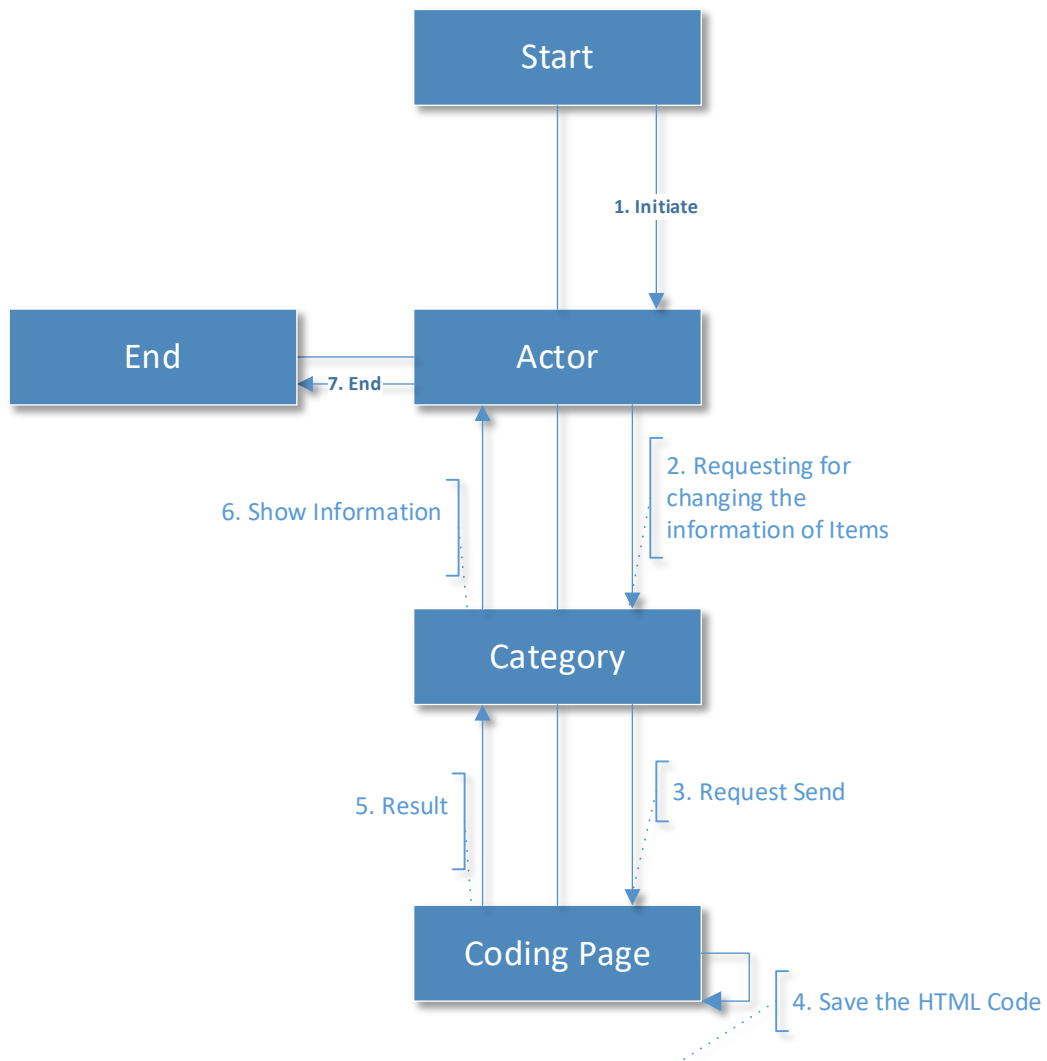 Start
1. Initiate
End
Actor
7. End
2. Requesting for
changing the
information of Items
6. Show Information
Category
3. Request Send
5. Result
Coding Page
4. Save the HTML Code